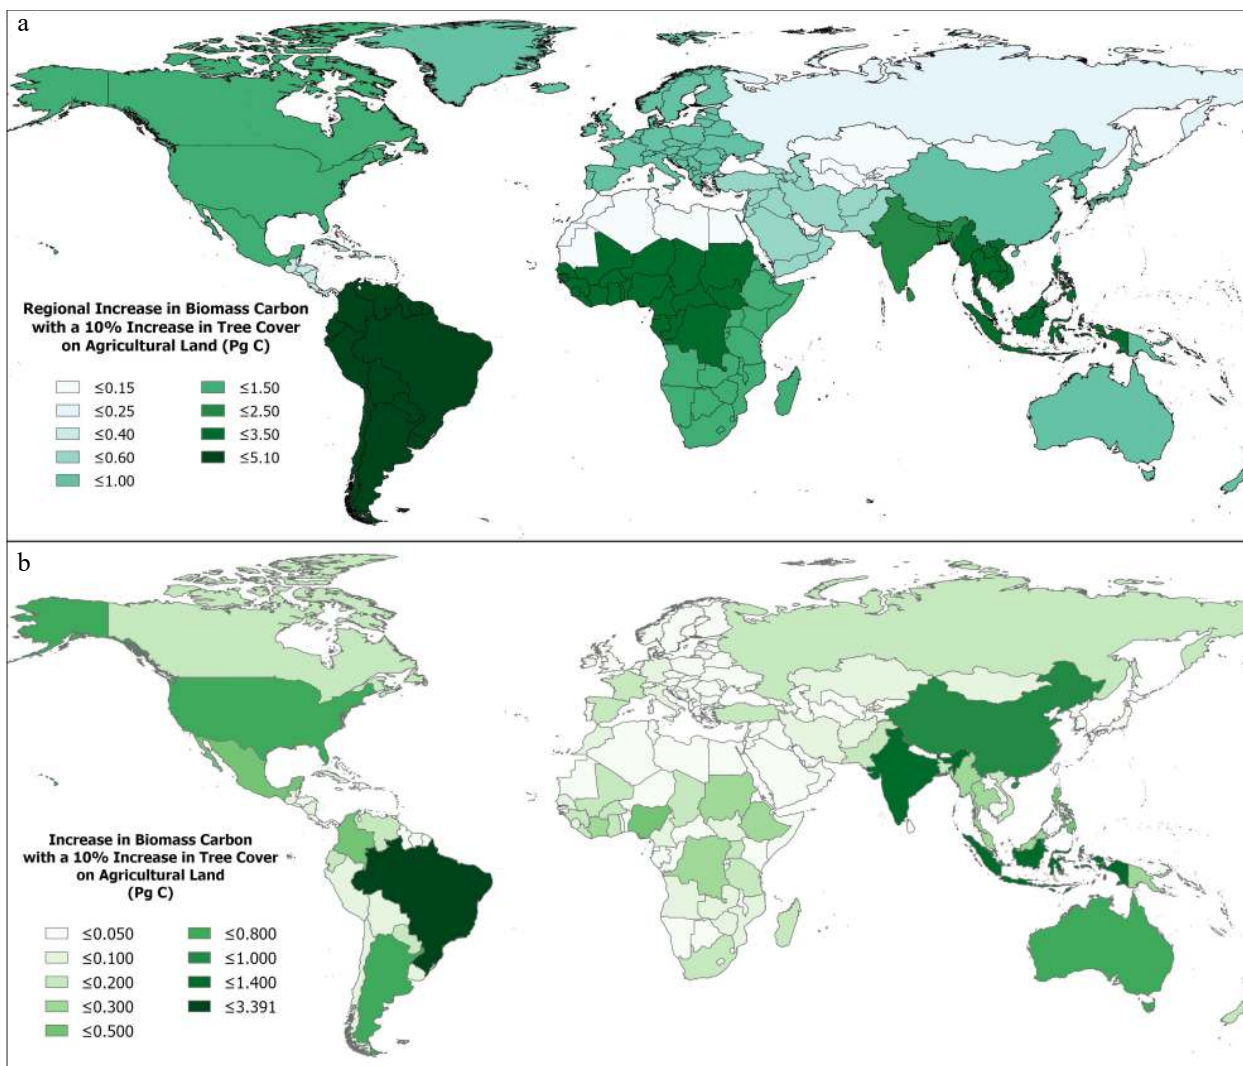 a
Regional Increase in Biomass Carbon
with a 10% Increase in Tree Cover
on Agricultural Land (Pg C)
≤0.15
≤0.25
≤0.40
≤0.60
≤1.00
≤1.50
≤2.50
≤3.50
≤5.10
b
Increase in Biomass Carbon
with a 10% Increase in Tree Cover
on Agricultural Land
(Pg C)
≤0.050
≤0.100
≤0.200
≤0.300
≤0.500
≤0.800
≤1.000
≤1.400
≤3.391